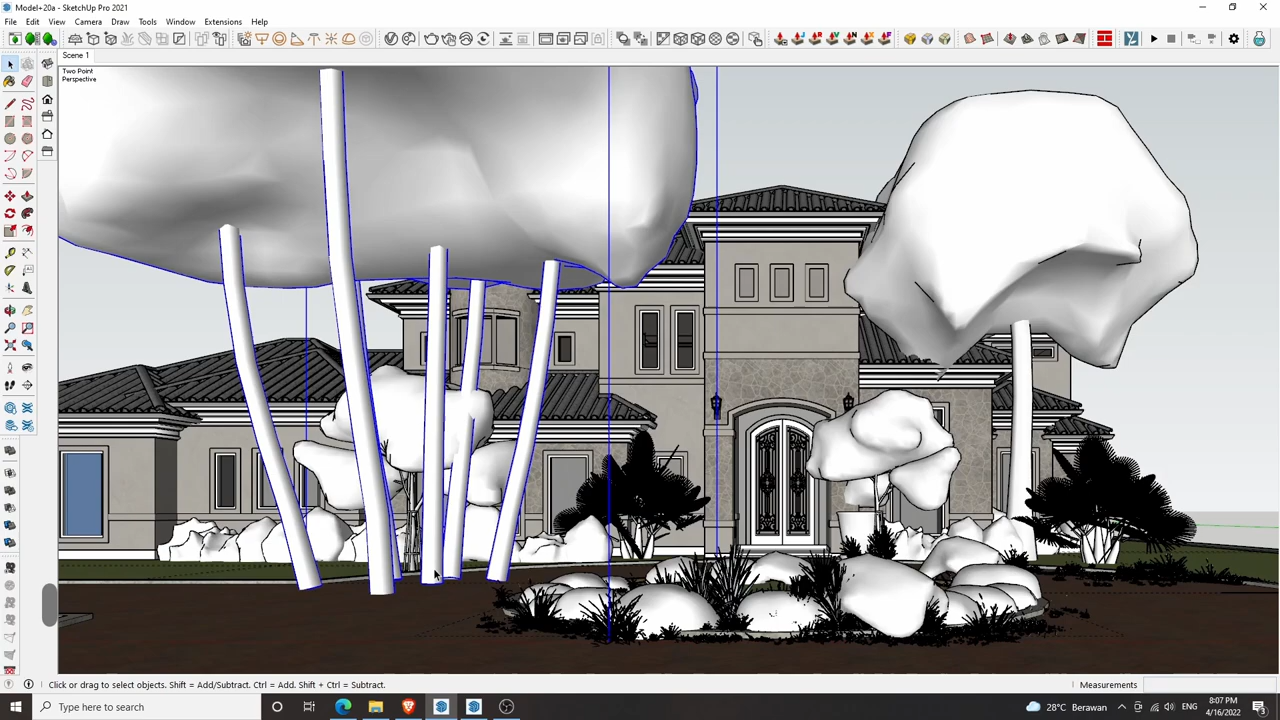 Model+20a - SketchUp Pro 2021
File Edit View Camera Draw Tools Window Extensions Help
Scene 1
Two Point
Perspective
Click or drag to select objects. Shift = Add/Subtract. Ctrl = Add. Shift + Ctrl = Subtract.
Measurements
Type here to search
28°C Berawan
ENG
8:07 PM
4/16/2022